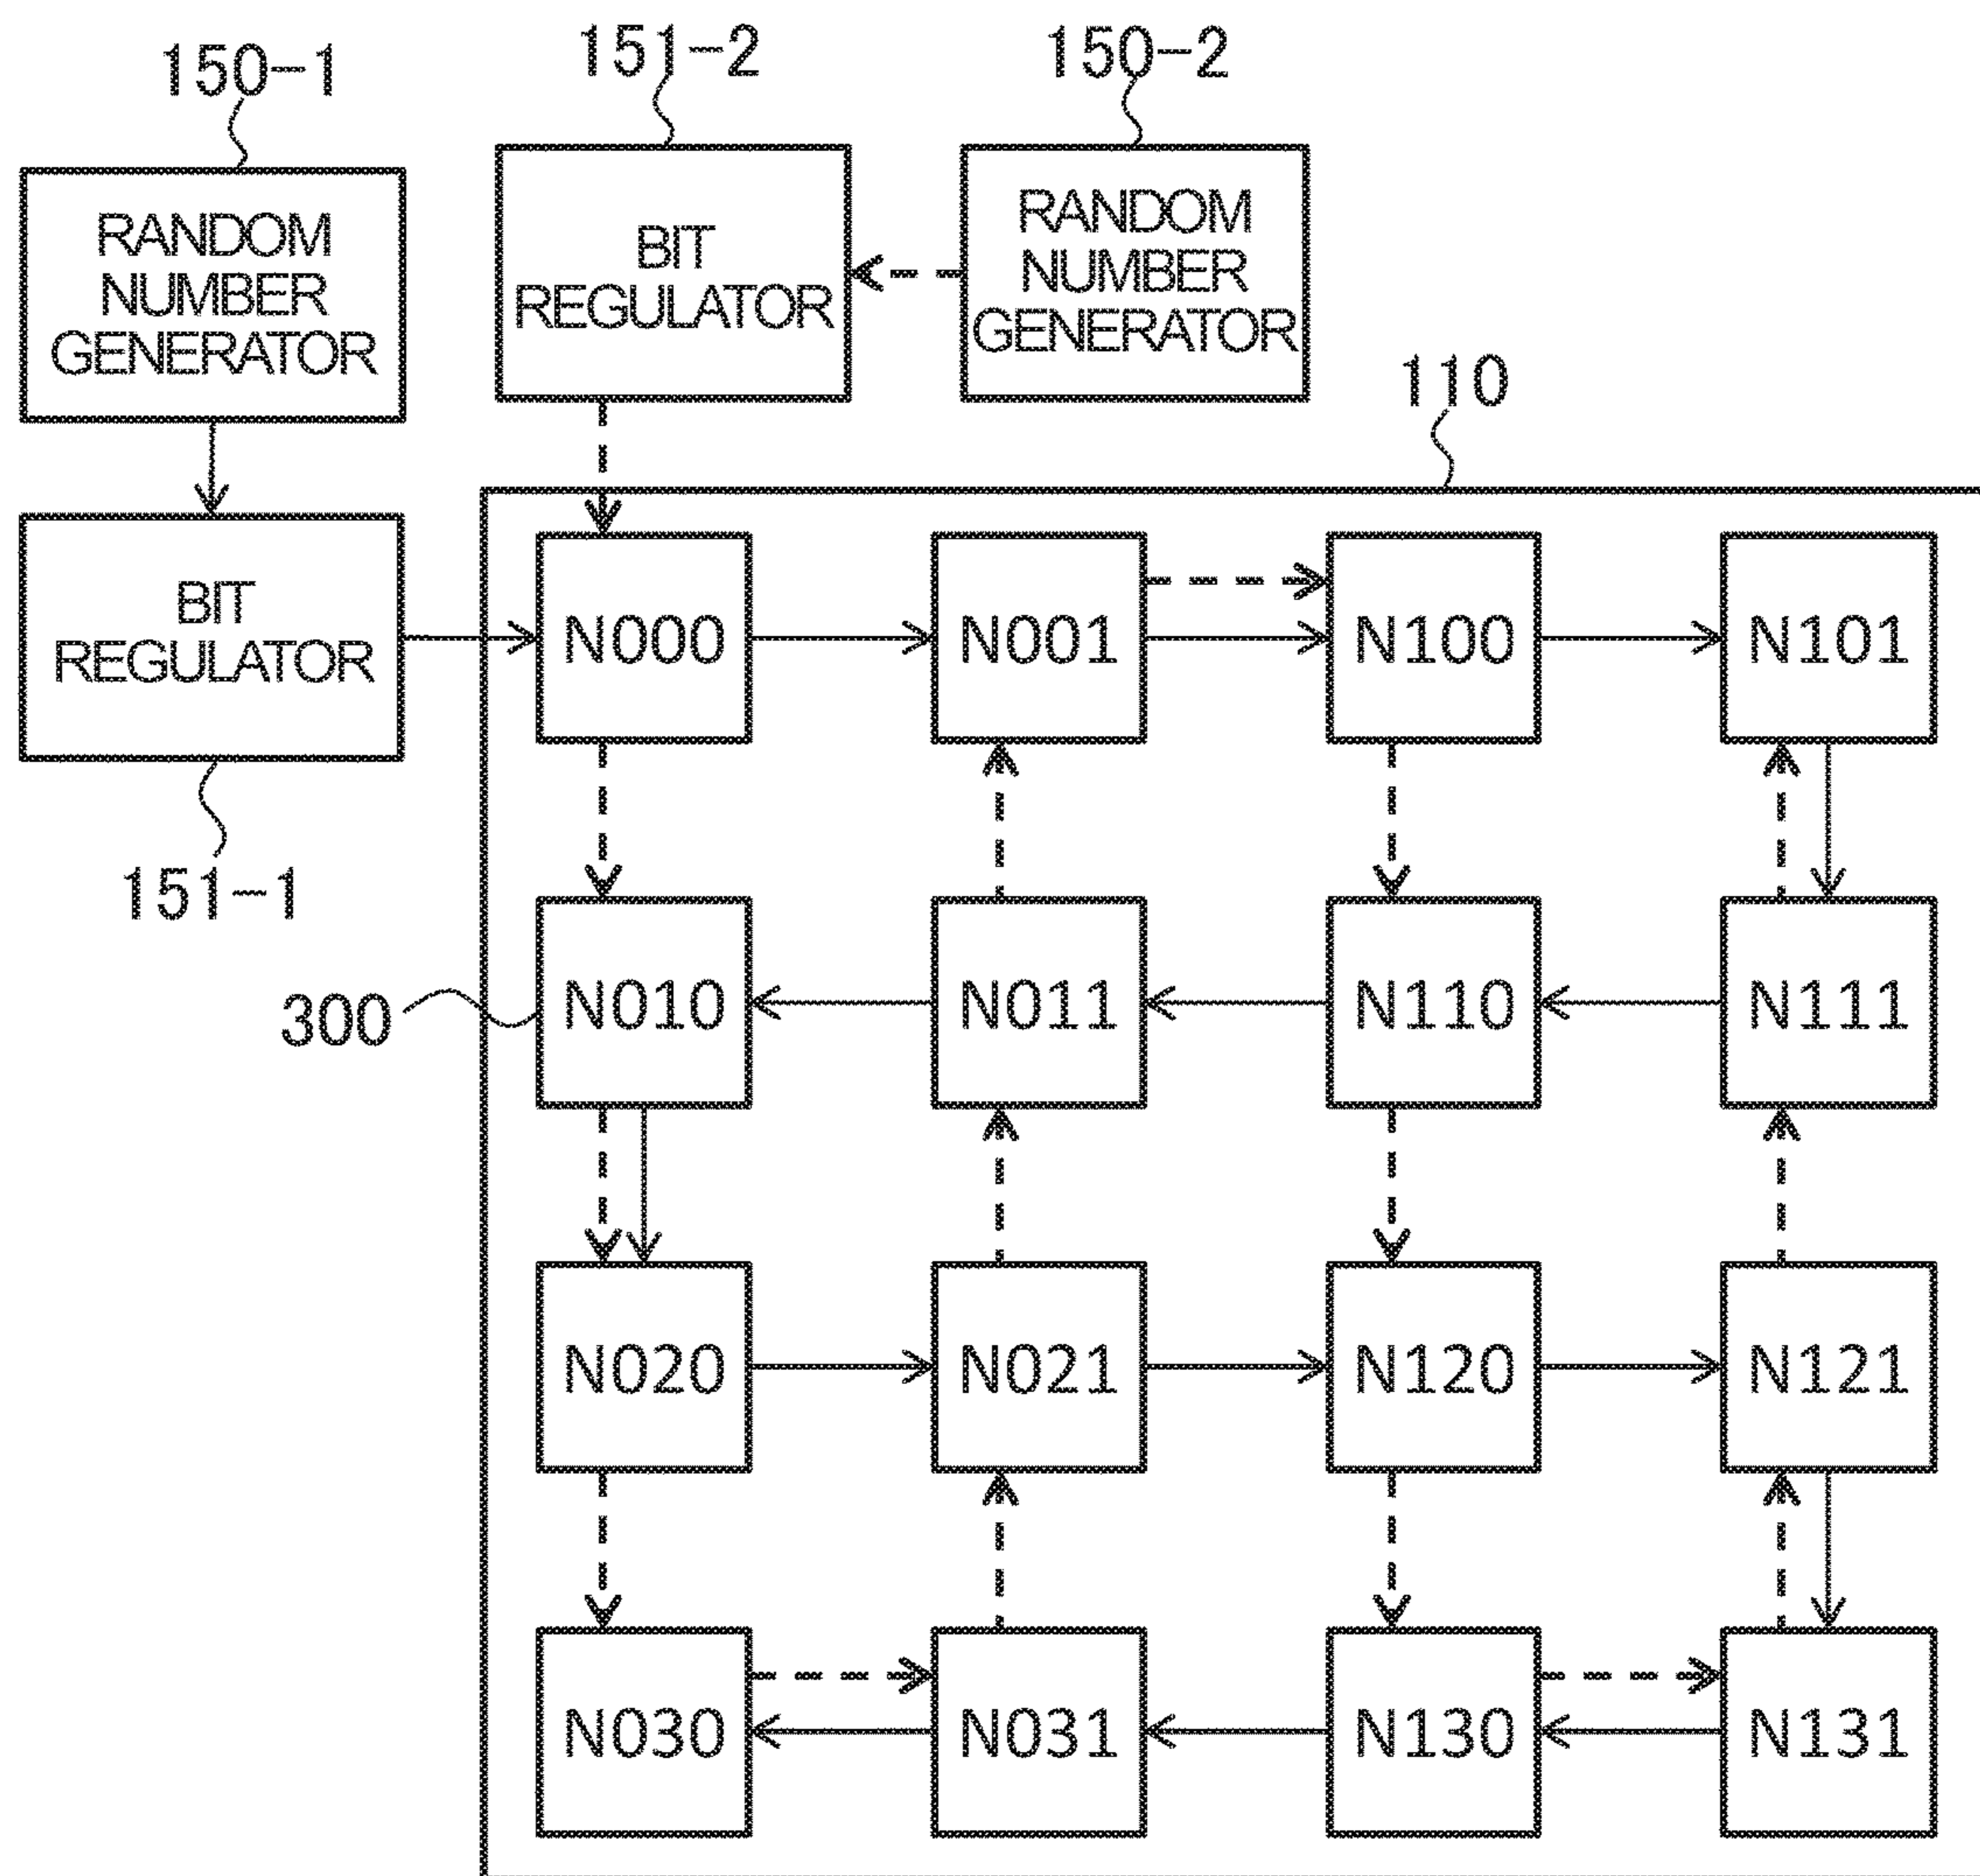 150-1
151-2
150-2
RANDOM
NUMBER
GENERATOR
BIT
REGULATOR
RANDOM
NUMBER
GENERATOR
110
BIT
REGULATOR
151-1
N000
N001
N100
N101
300
N010
N011
N110
N111
N020
N021
N120
N121
N030
N031
N130
N131